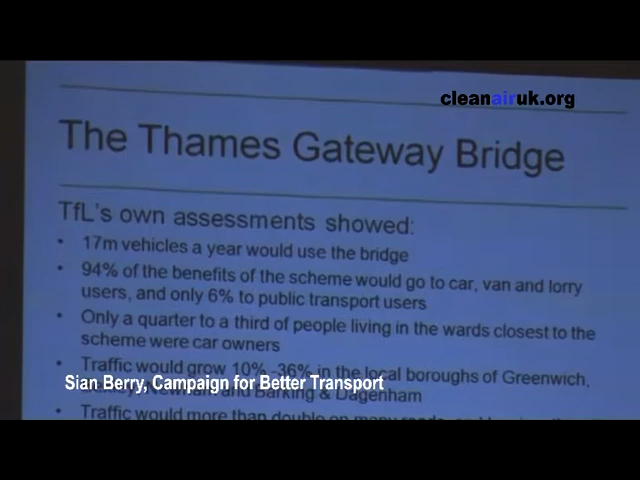 cleanairuk.org
The Thames Gateway Bridge
TfL's own assessments showed:
• 17m vehicles a year would use the bridge
• 94% of the benefits of the scheme would go to car, van and lorry
users, and only 6% to public transport users
• Only a quarter to a third of people living in the wards closest to the
scheme were car owners
• Traffic would grow 10% -36% in the local boroughs of Greenwich,
Sian Berry, Campaign for Better Transport
Newham and Barking & Dagenham
• Traffic would more than double on many roads